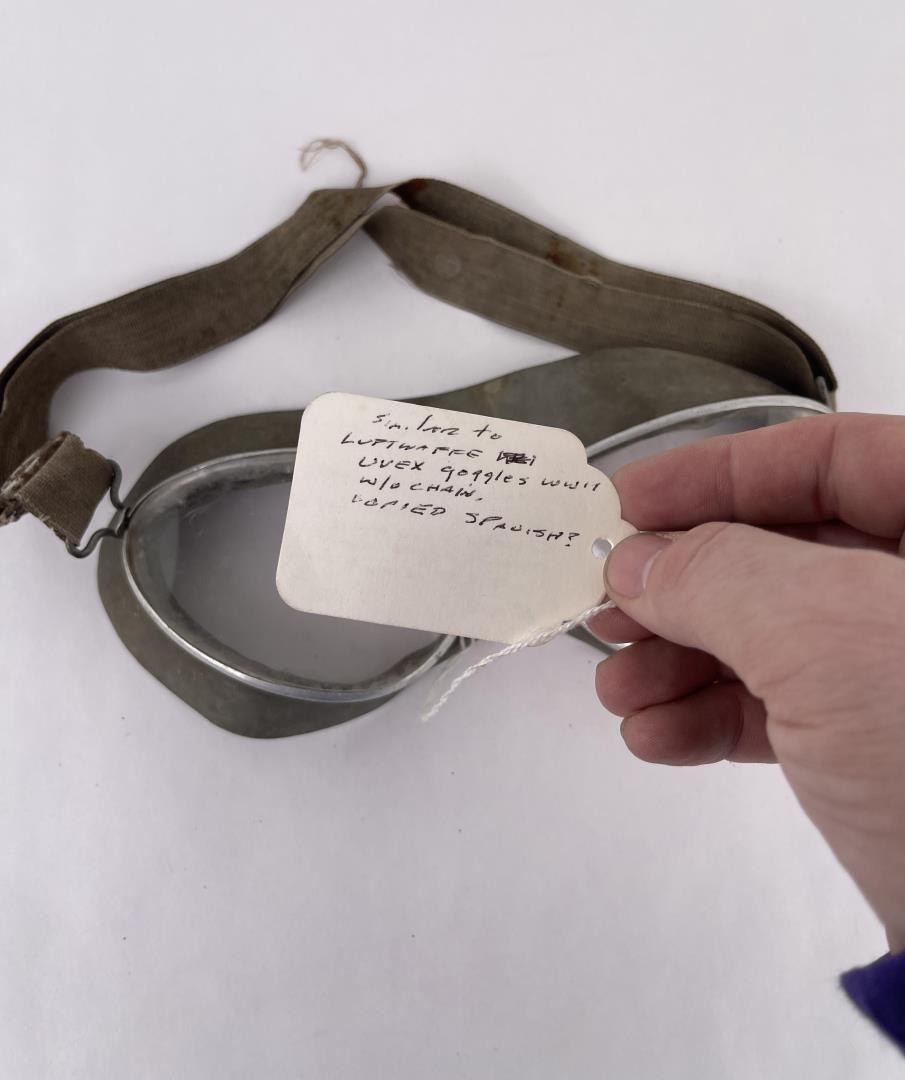 Similar to
LUFTWAFFE
UVEX goggles WWII
W/O CHAIN.
COPIED SPANISH?